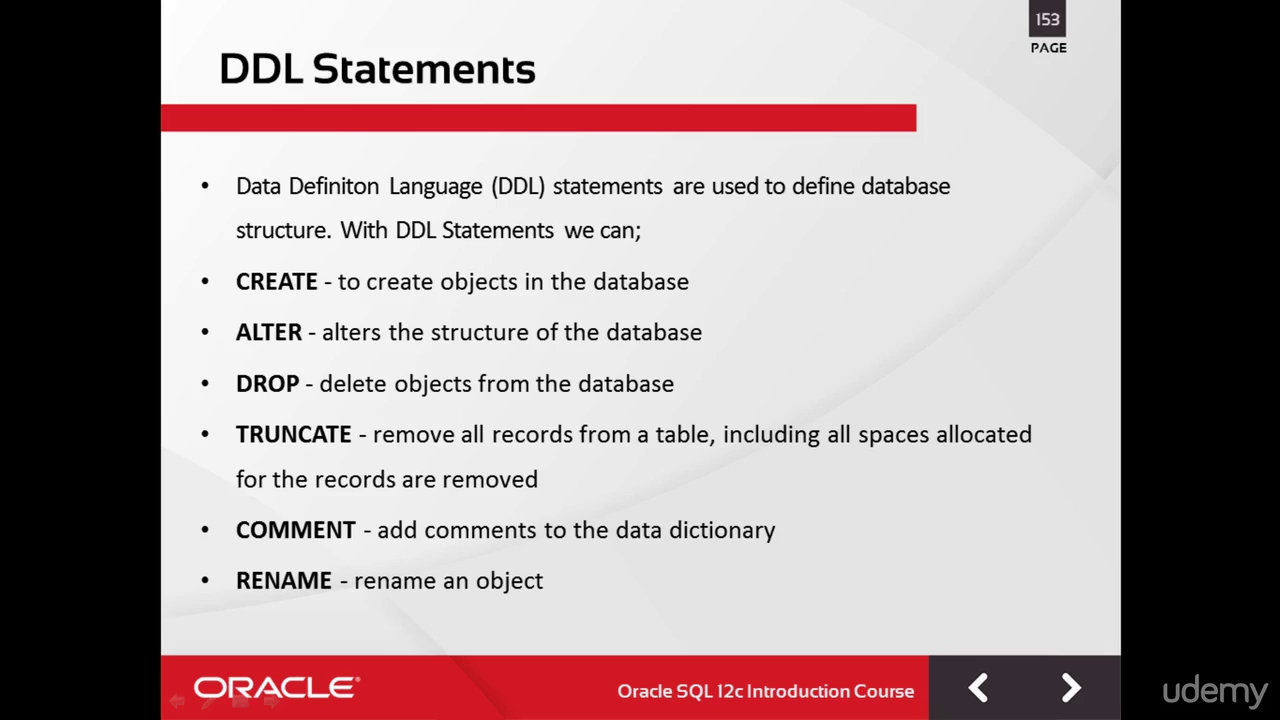 153
PAGE
DDL Statements
• Data Definiton Language (DDL) statements are used to define database
structure. With DDL Statements we can;
• CREATE - to create objects in the database
• ALTER - alters the structure of the database
• DROP - delete objects from the database
• TRUNCATE - remove all records from a table, including all spaces allocated
for the records are removed
• COMMENT - add comments to the data dictionary
• RENAME - rename an object
ORACLE®
Oracle SQL 12c Introduction Course
udemy